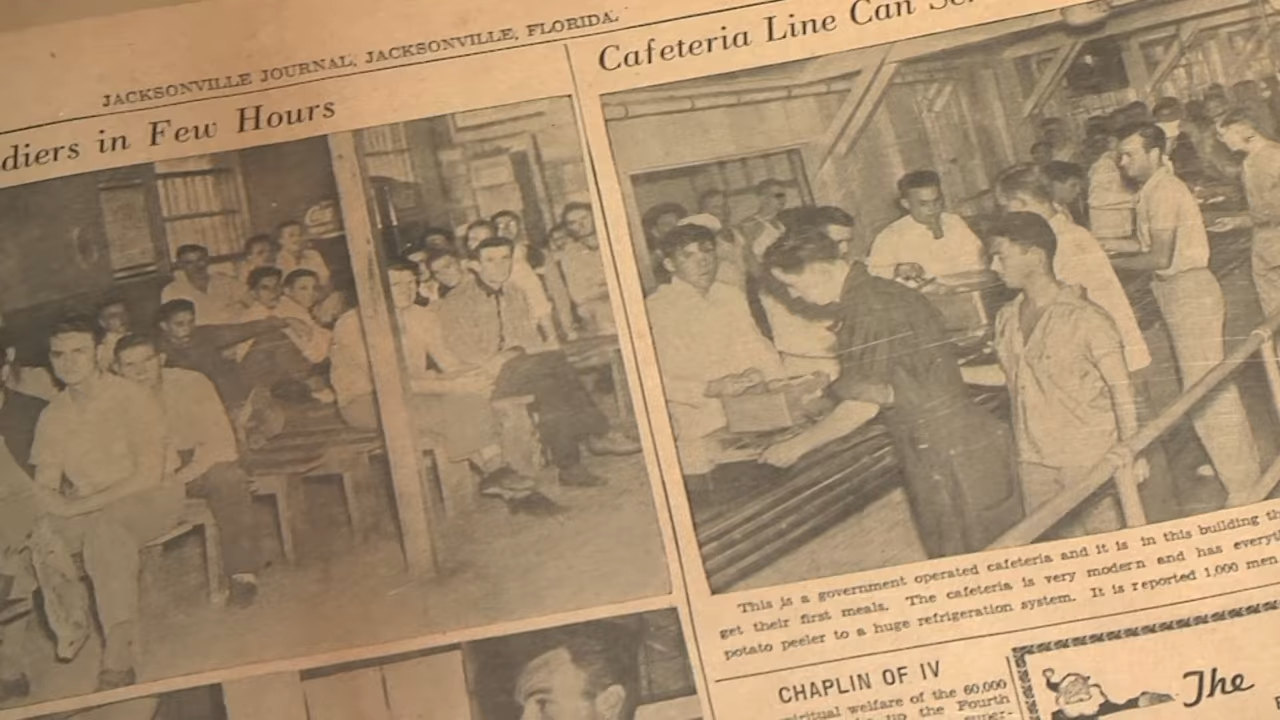 JACKSONVILLE JOURNAL, JACKSONVILLE, FLORIDA.
diers in Few Hours
Cafeteria Line Can
This is a government operated cafeteria and it is in this building
get their first meals. The cafeteria is very modern and has
potato peeler to a huge refrigeration system. It is reported 1,000 men
CHAPLIN OF IV
welfare of the 60,000
up the Fourth
The